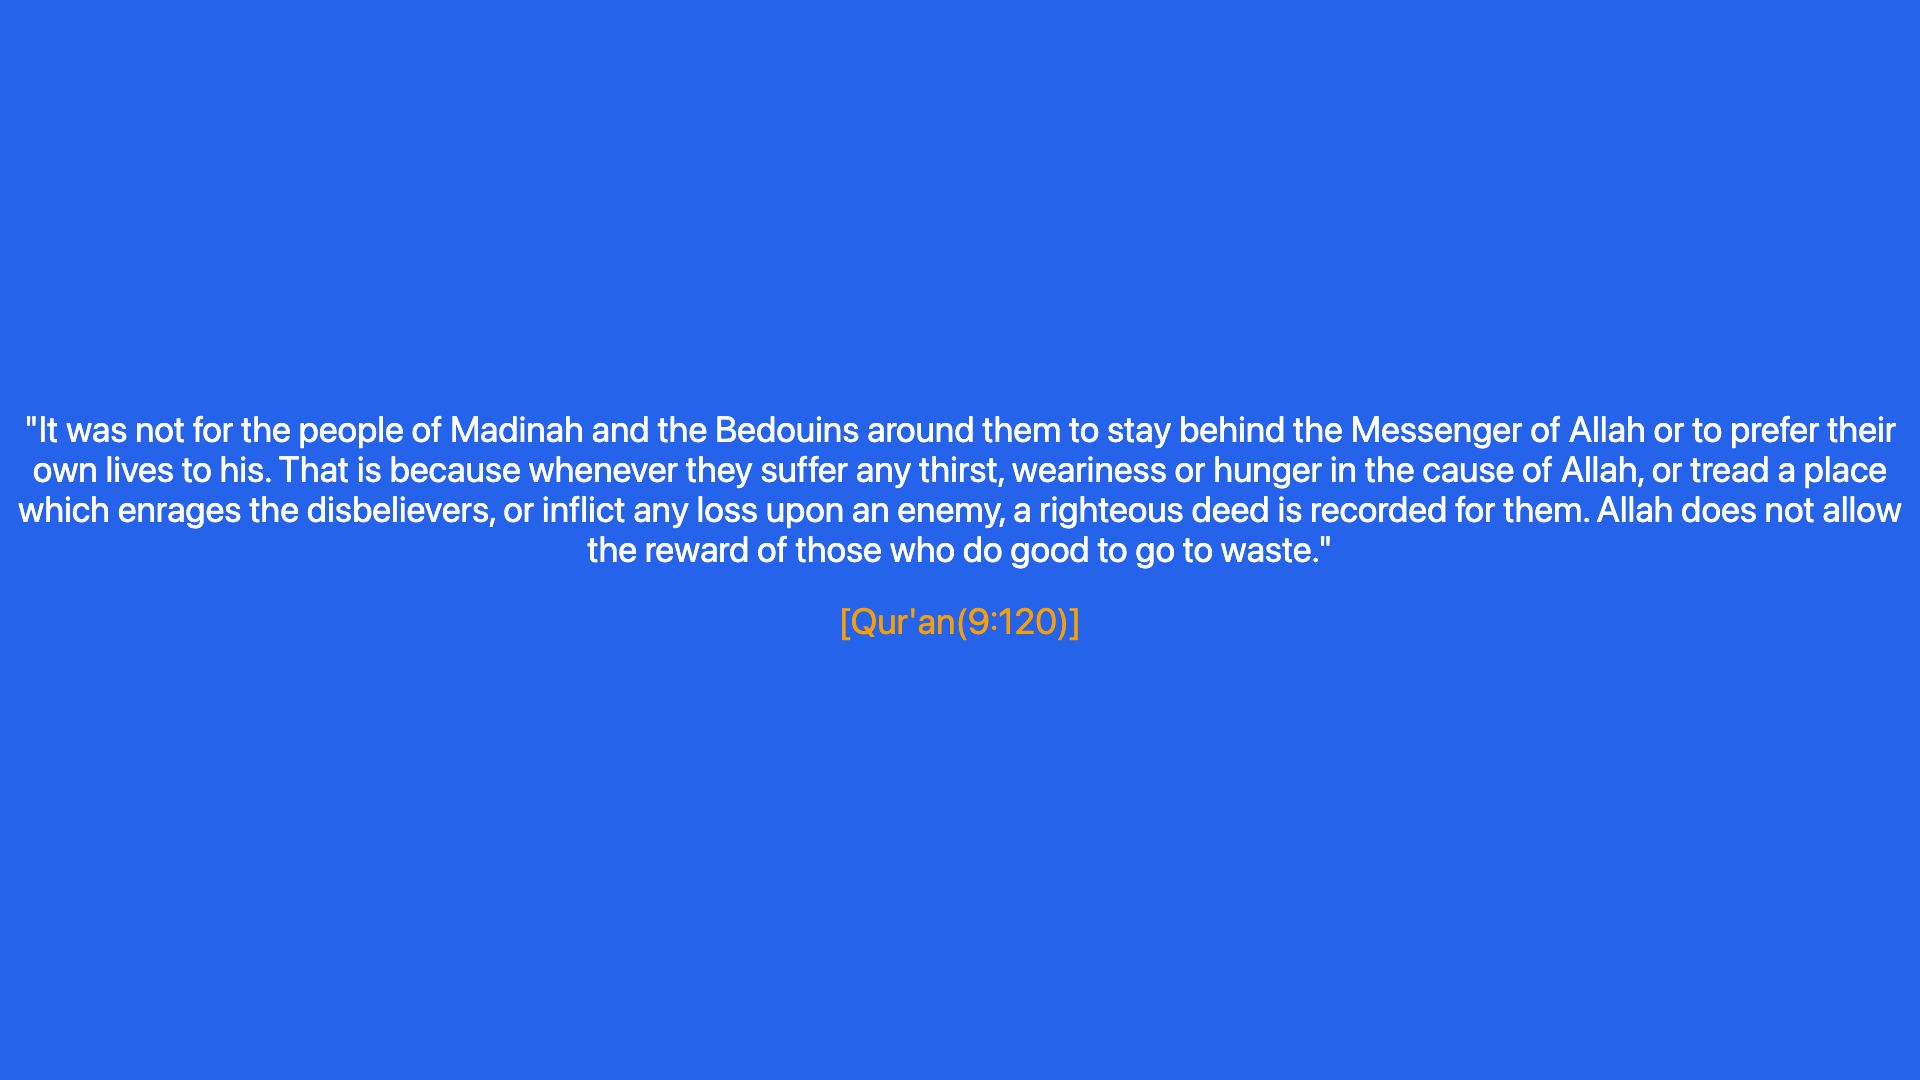 "It was not for the people of Madinah and the Bedouins around them to stay behind the Messenger of Allah or to prefer their
own lives to his. That is because whenever they suffer any thirst, weariness or hunger in the cause of Allah, or tread a place
which enrages the disbelievers, or inflict any loss upon an enemy, a righteous deed is recorded for them. Allah does not allow
the reward of those who do good to go to waste."
[Qur'an(9:120)]